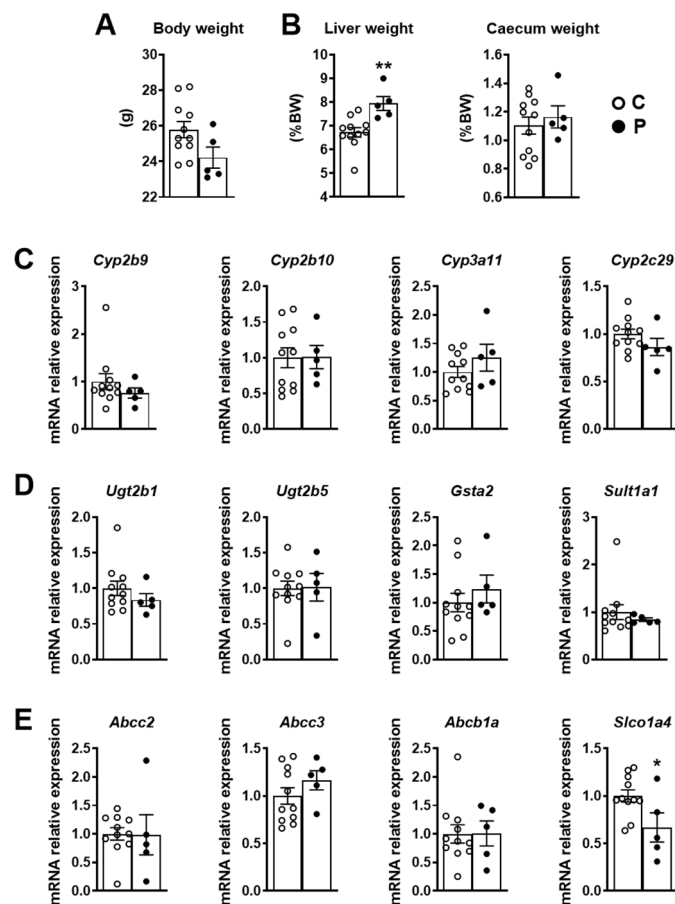 A Body weight
B Liver weight
Caecum weight
(g)
30
28
26
24
22
(%BW)
10
9
8
7
6
5
4
**
(%BW)
1.6
1.4
1.2
1.0
0.8
0.6
C
P
C
Cyp2b9
Cyp2b10
Cyp3a11
Cyp2c29
mRNA relative expression
3
2
1
0
mRNA relative expression
2.0
1.5
1.0
0.5
0.0
mRNA relative expression
2.5
2.0
1.5
1.0
0.5
0.0
mRNA relative expression
1.5
1.0
0.5
D
Ugt2b1
Ugt2b5
Gsta2
Sult1a1
mRNA relative expression
2.0
1.5
1.0
0.5
0.0
mRNA relative expression
2.0
1.5
1.0
0.5
0.0
mRNA relative expression
2.5
2.0
1.5
1.0
0.5
0.0
mRNA relative expression
3
2
1
0
E
Abcc2
Abcc3
Abcb1a
Slco1a4
mRNA relative expression
2.5
2.0
1.5
1.0
0.5
0.0
mRNA relative expression
1.5
1.0
0.5
0.0
mRNA relative expression
2.5
2.0
1.5
1.0
0.5
0.0
mRNA relative expression
1.5
1.0
0.5
0.0
*